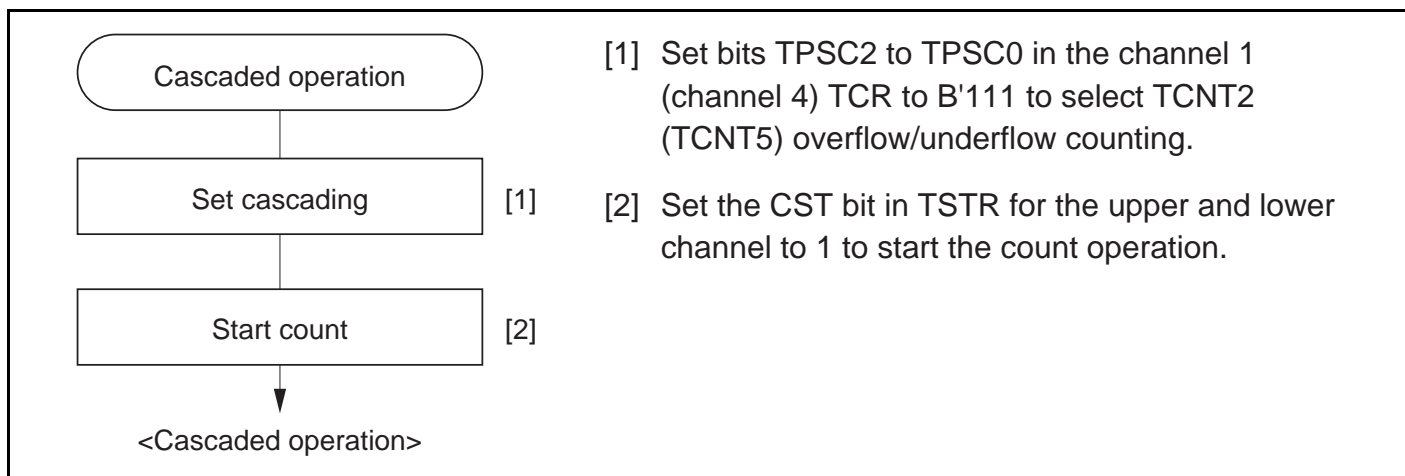 Cascaded operation
Set cascading [1]
Start count [2]
<Cascaded operation>
[1] Set bits TPSC2 to TPSC0 in the channel 1
(channel 4) TCR to B'111 to select TCNT2
(TCNT5) overflow/underflow counting.
[2] Set the CST bit in TSTR for the upper and lower
channel to 1 to start the count operation.